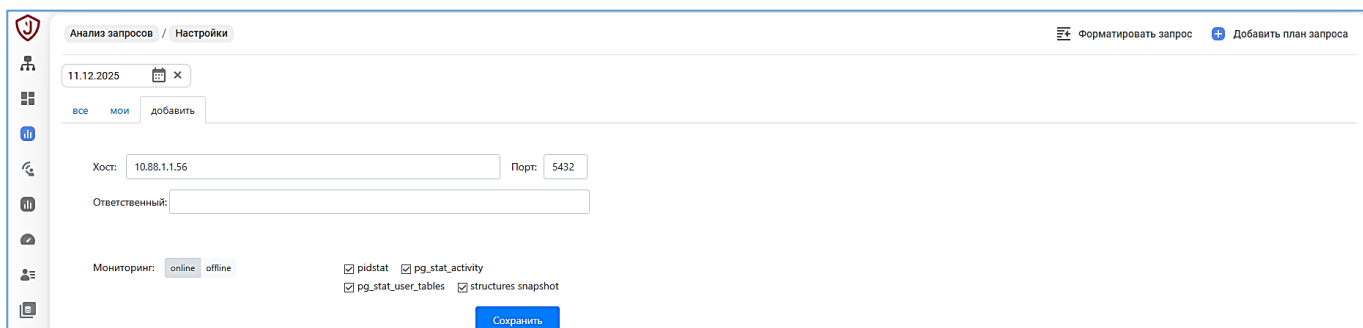 Анализ запросов / Настройки
Форматировать запрос
Добавить план запроса
11.12.2025
все мои добавить
Хост: 10.88.1.1.56 Порт: 5432
Ответственный:
Мониторинг: online offline
pidstat pg_stat_activity
pg_stat_user_tables structures snapshot
Сохранить